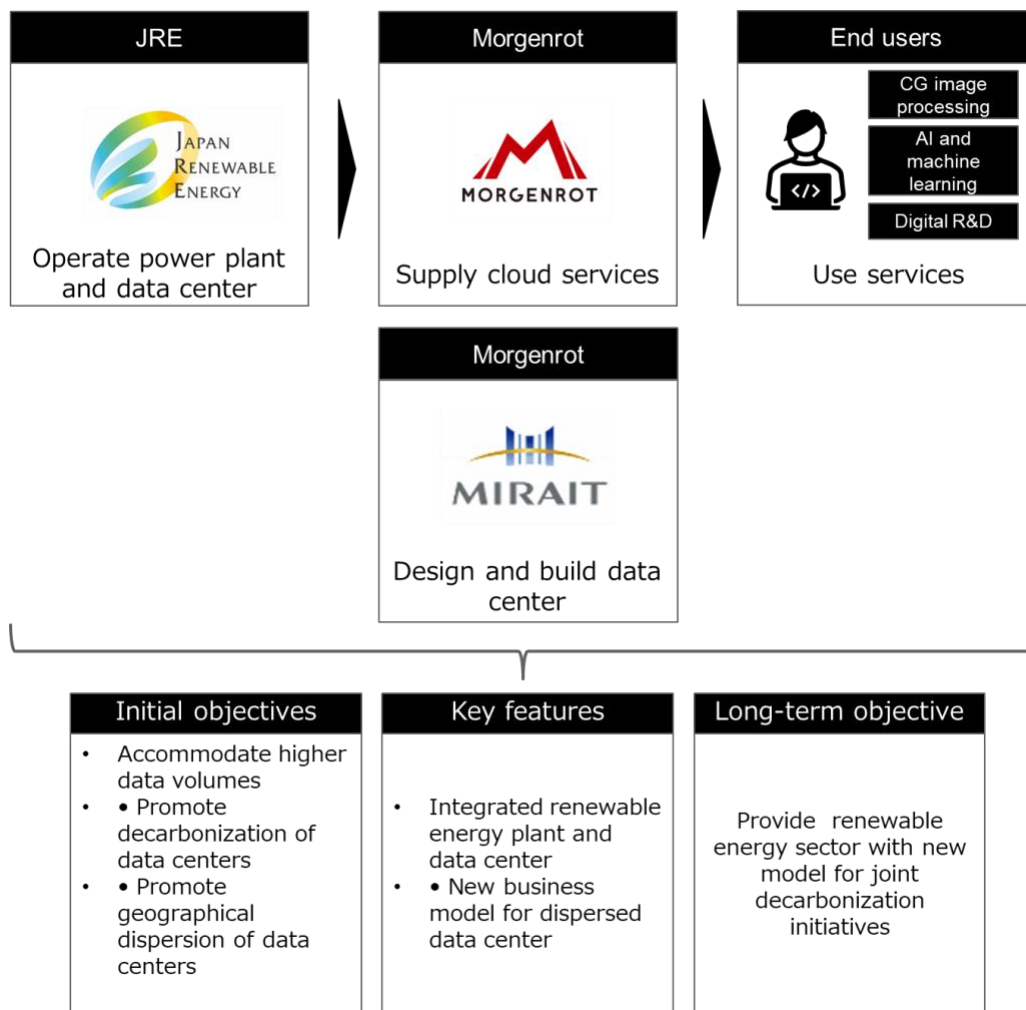 JRE
JAPAN
RENEWABLE
ENERGY
Operate power plant
and data center
Morgenrot
MORGENROT
Supply cloud services
End users
</>
CG image
processing
AI and
machine
learning
Digital R&D
Use services
Morgenrot
MIRAIT
Design and build data
center
Initial objectives
• Accommodate higher
data volumes
• • Promote
decarbonization of
data centers
• • Promote
geographical
dispersion of data
centers
Key features
• Integrated renewable
energy plant and
data center
• • New business
model for dispersed
data center
Long-term objective
Provide renewable
energy sector with new
model for joint
decarbonization
initiatives